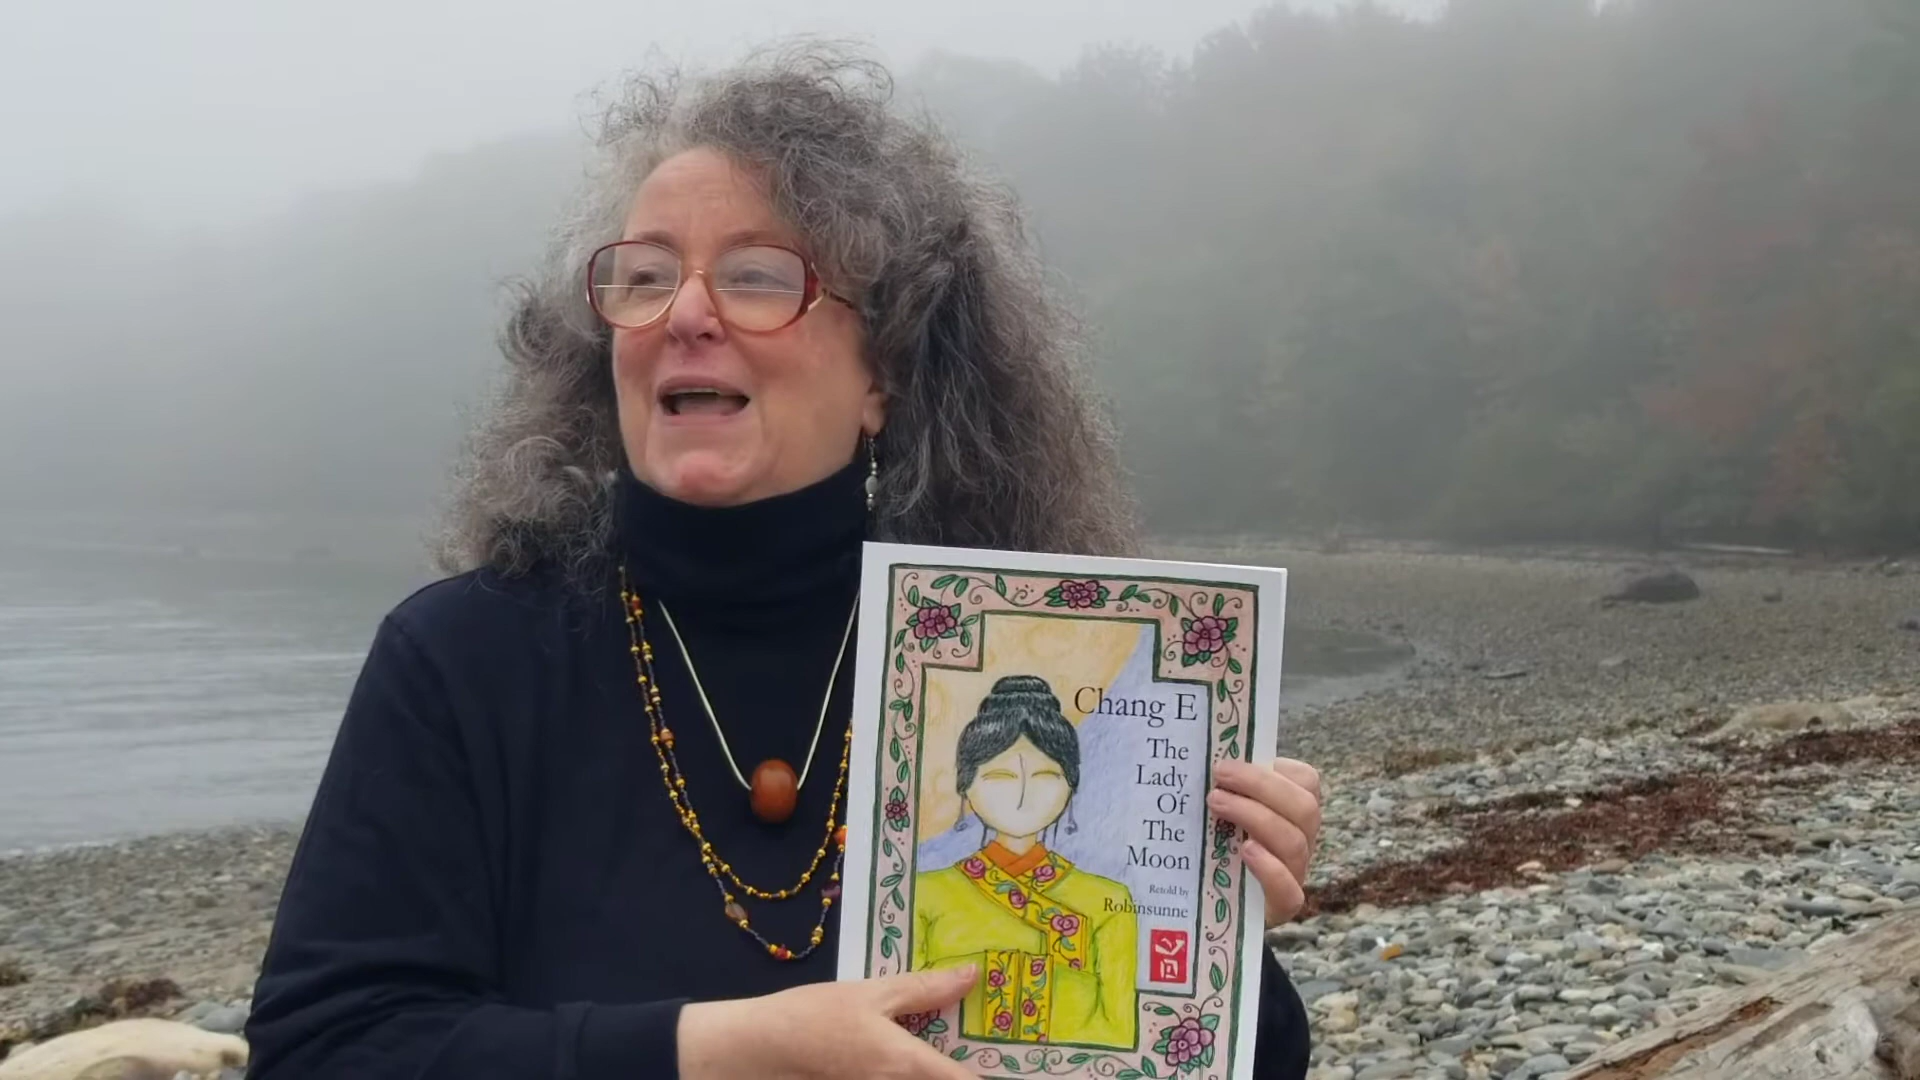 Chang E
The
Lady
Of
The
Moon
Retold by
Robinsunne